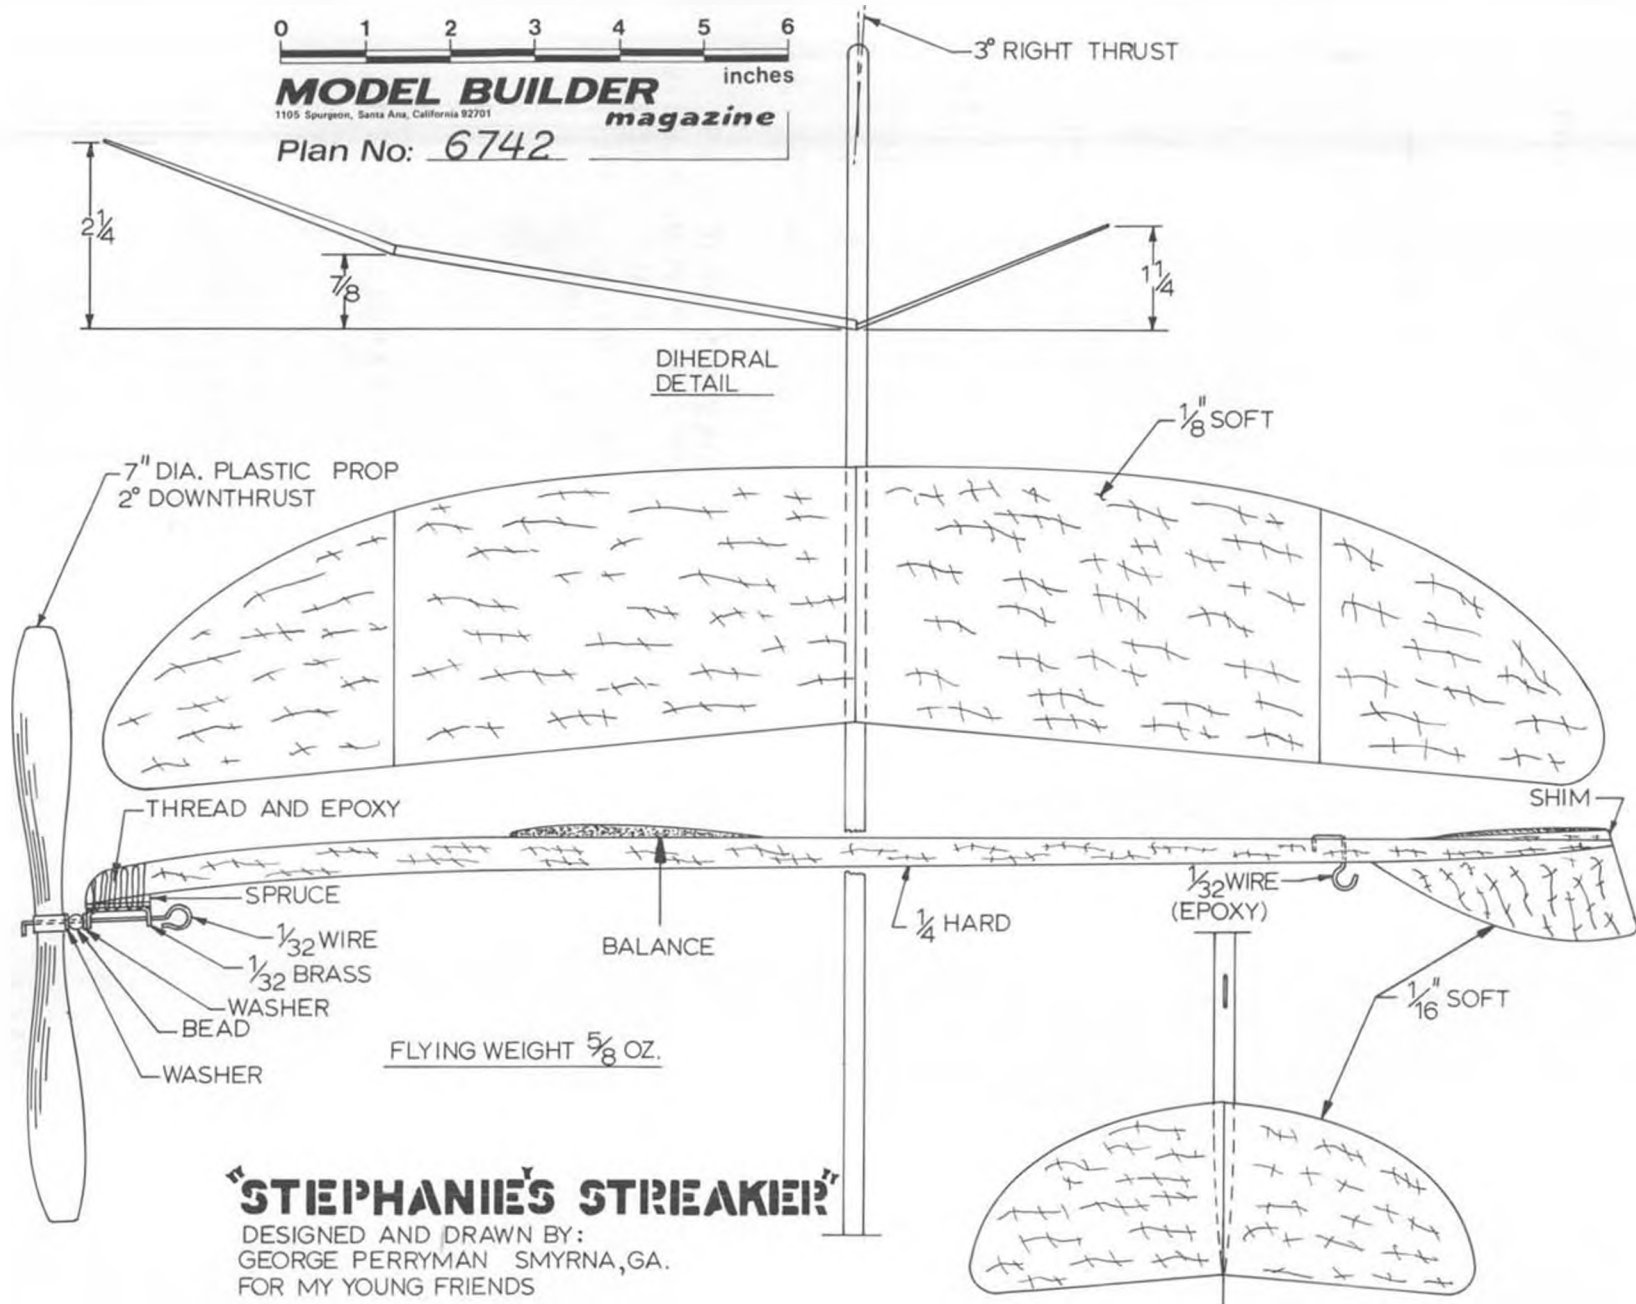 0 1 2 3 4 5 6
inches
MODEL BUILDER
magazine
1105 Spurgeon, Santa Ana, California 92701
Plan No: 6742
3° RIGHT THRUST
2 1/4
7/8
1 1/4
DIHEDRAL
DETAIL
1/8" SOFT
7" DIA. PLASTIC PROP
2° DOWNTHRUST
THREAD AND EPOXY
SHIM
SPRUCE
1/32 WIRE
1/32 BRASS
WASHER
BEAD
WASHER
BALANCE
1/4 HARD
1/32 WIRE
(EPOXY)
1/16" SOFT
FLYING WEIGHT 5/8 OZ.
"STEPHANIE'S STREAKER"
DESIGNED AND DRAWN BY:
GEORGE PERRYMAN SMYRNA, GA.
FOR MY YOUNG FRIENDS